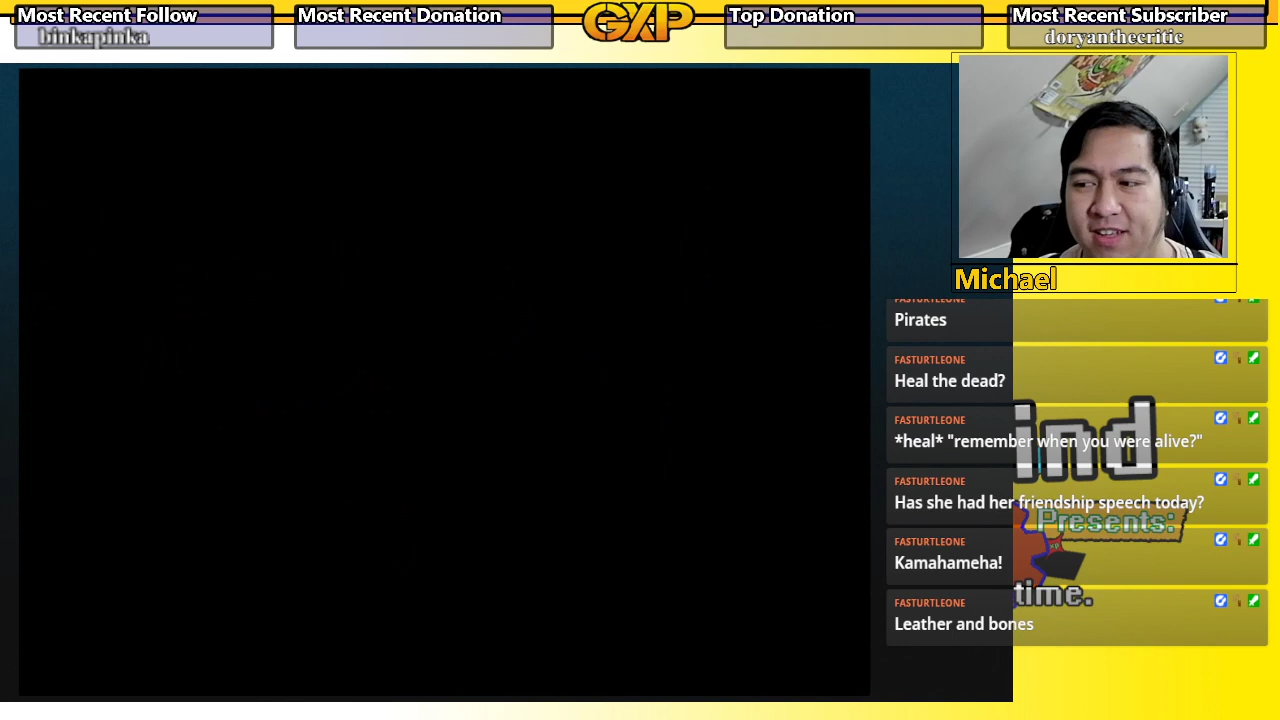 Most Recent Follow
binkapinka
Most Recent Donation
GXP
Top Donation
Most Recent Subscriber
doryanthecritic
Michael
FASTURTLEONE
Pirates
FASTURTLEONE
Heal the dead?
FASTURTLEONE
*heal* "remember when you were alive?"
FASTURTLEONE
Has she had her friendship speech today?
FASTURTLEONE
Kamahameha!
FASTURTLEONE
Leather and bones
ind
Presents:
time.